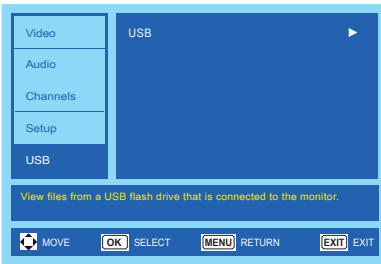 Video
Audio
Channels
Setup
USB
USB
View files from a USB flash drive that is connected to the monitor.
MOVE OK SELECT MENU RETURN EXIT EXIT